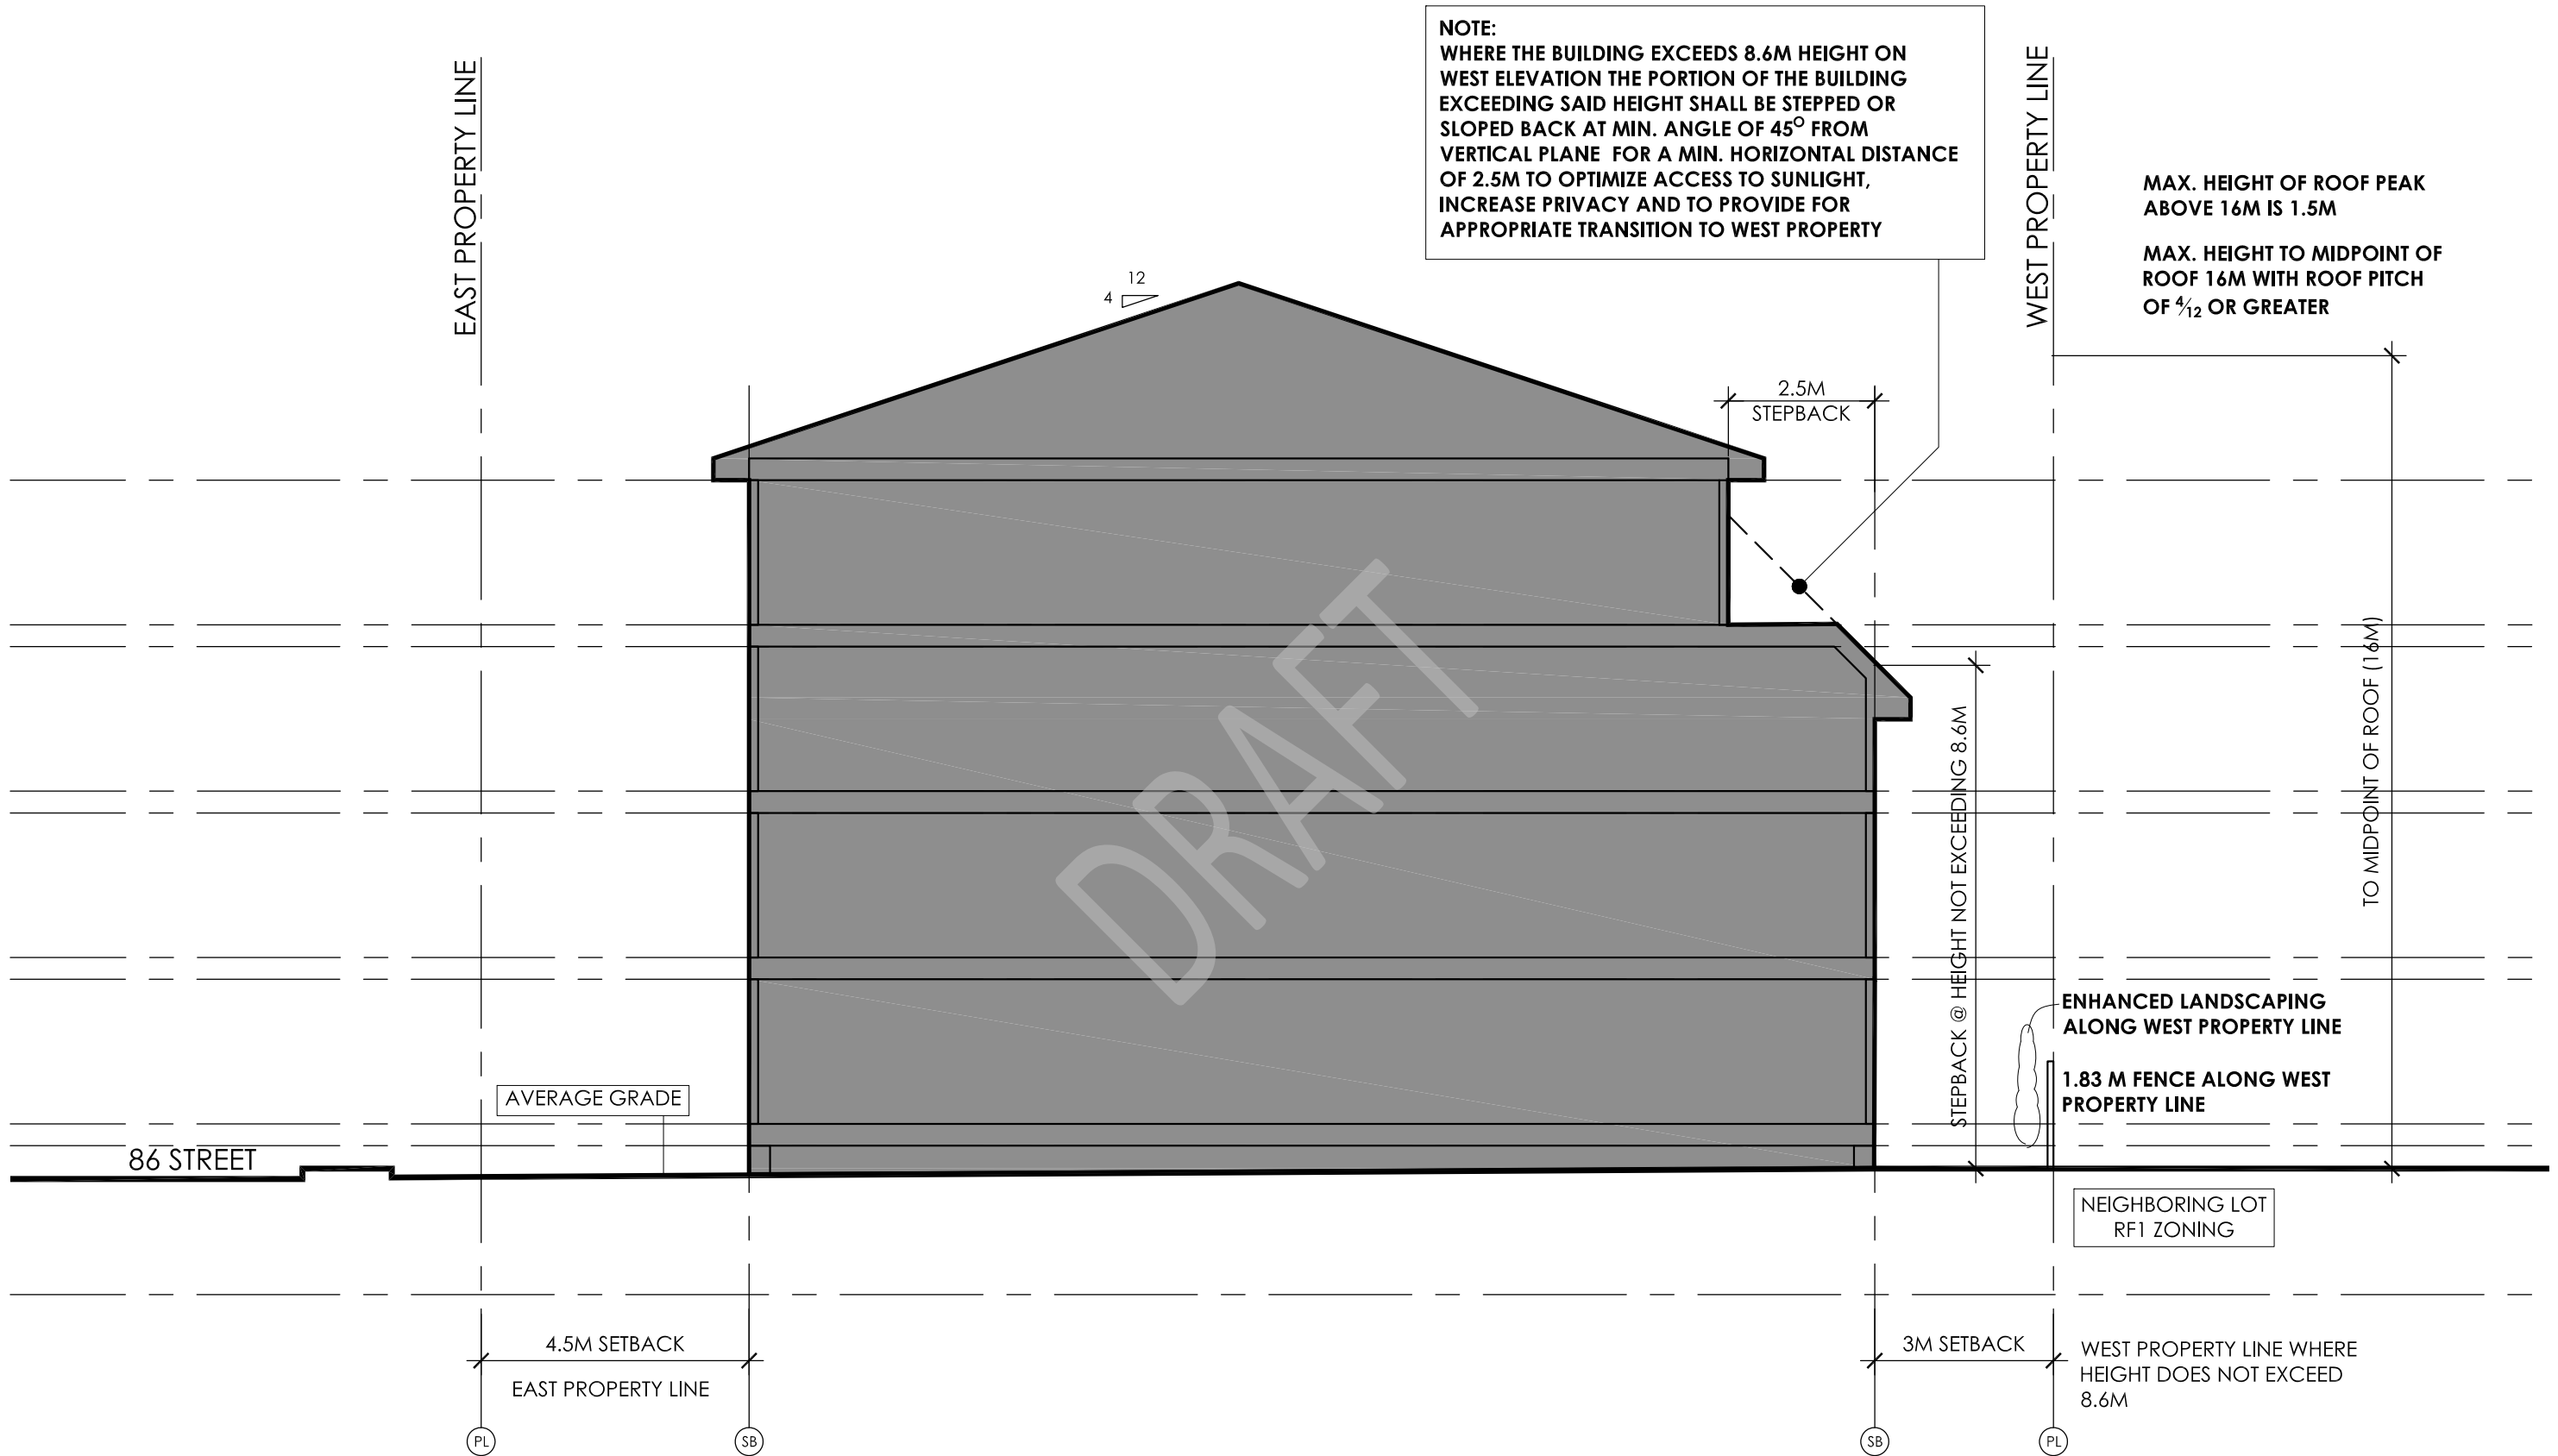 NOTE:
WHERE THE BUILDING EXCEEDS 8.6M HEIGHT ON
WEST ELEVATION THE PORTION OF THE BUILDING
EXCEEDING SAID HEIGHT SHALL BE STEPPED OR
SLOPED BACK AT MIN. ANGLE OF 45° FROM
VERTICAL PLANE FOR A MIN. HORIZONTAL DISTANCE
OF 2.5M TO OPTIMIZE ACCESS TO SUNLIGHT,
INCREASE PRIVACY AND TO PROVIDE FOR
APPROPRIATE TRANSITION TO WEST PROPERTY
EAST PROPERTY LINE
WEST PROPERTY LINE
MAX. HEIGHT OF ROOF PEAK
ABOVE 16M IS 1.5M
MAX. HEIGHT TO MIDPOINT OF
ROOF 16M WITH ROOF PITCH
OF 4/12 OR GREATER
12
4
2.5M
STEPBACK
DRAFT
STEPBACK @ HEIGHT NOT EXCEEDING 8.6M
TO MIDPOINT OF ROOF (16M)
ENHANCED LANDSCAPING
ALONG WEST PROPERTY LINE
1.83 M FENCE ALONG WEST
PROPERTY LINE
AVERAGE GRADE
86 STREET
NEIGHBORING LOT
RF1 ZONING
4.5M SETBACK
EAST PROPERTY LINE
3M SETBACK
WEST PROPERTY LINE WHERE
HEIGHT DOES NOT EXCEED
8.6M
PL
SB
SB
PL